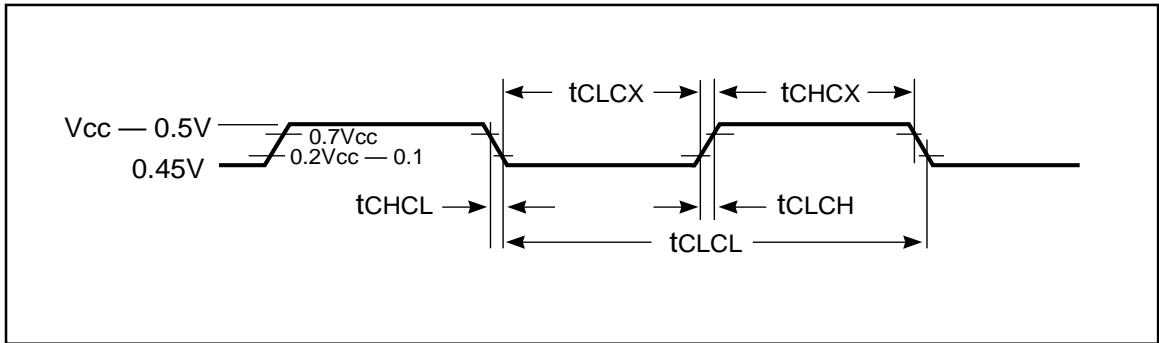 tCLCX
tCHCX
Vcc — 0.5V
0.7Vcc
0.2Vcc — 0.1
0.45V
tCHCL
tCLCH
tCLCL